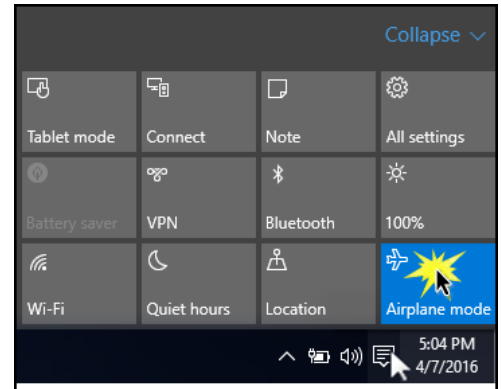 Collapse
Tablet mode Connect Note All settings
Battery saver VPN Bluetooth 100%
Wi-Fi Quiet hours Location Airplane mode
5:04 PM
4/7/2016